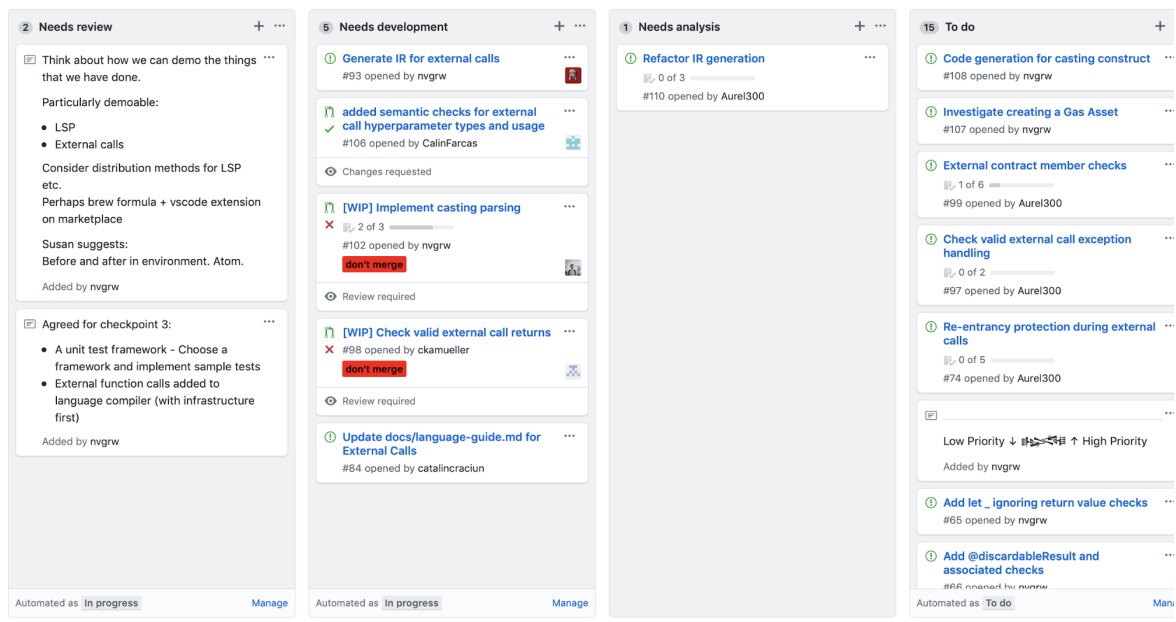 2 Needs review
Think about how we can demo the things
that we have done.
Particularly demoable:
LSP
External calls
Consider distribution methods for LSP
etc.
Perhaps brew formula + vscode extension
on marketplace
Susan suggests:
Before and after in environment. Atom.
Added by nvgrw
Agreed for checkpoint 3:
A unit test framework - Choose a
framework and implement sample tests
External function calls added to
language compiler (with infrastructure
first)
Added by nvgrw
Automated as In progress
Manage
5 Needs development
Generate IR for external calls
#93 opened by nvgrw
added semantic checks for external
call hyperparameter types and usage
#106 opened by CalinFarcas
Changes requested
[WIP] Implement casting parsing
2 of 3
#102 opened by nvgrw
don't merge
Review required
[WIP] Check valid external call returns
#98 opened by ckamueller
don't merge
Review required
Update docs/language-guide.md for
External Calls
#84 opened by catalincraciun
Automated as In progress
Manage
1 Needs analysis
Refactor IR generation
0 of 3
#110 opened by Aurel300
15 To do
Code generation for casting construct
#108 opened by nvgrw
Investigate creating a Gas Asset
#107 opened by nvgrw
External contract member checks
1 of 6
#99 opened by Aurel300
Check valid external call exception
handling
0 of 2
#97 opened by Aurel300
Re-entrancy protection during external
calls
0 of 5
#74 opened by Aurel300
Low Priority ↓ ↑ High Priority
Added by nvgrw
Add let _ ignoring return value checks
#65 opened by nvgrw
Add @discardableResult and
associated checks
#66 opened by nvgrw
Automated as To do
Mana